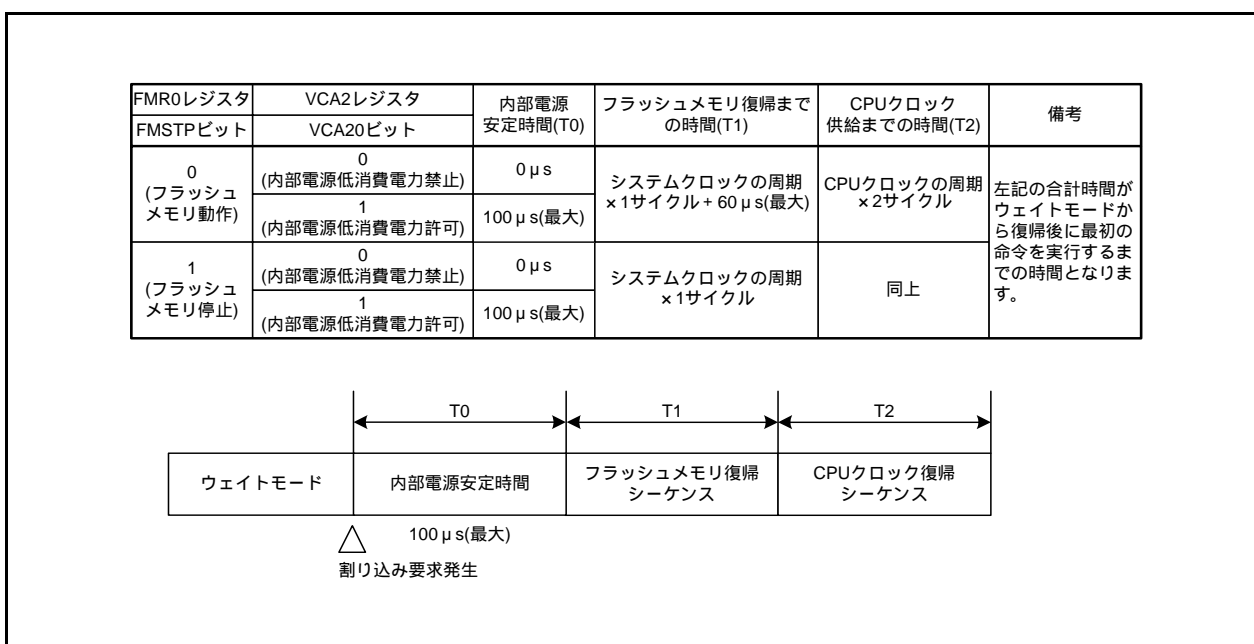 FMR0レジスタ
FMSTPビット
VCA2レジスタ
VCA20ビット
内部電源
安定時間(T0)
フラッシュメモリ復帰まで
の時間(T1)
CPUクロック
供給までの時間(T2)
備考
0
(フラッシュ
メモリ動作)
0
(内部電源低消費電力禁止)
0μs
1
(内部電源低消費電力許可)
100μs(最大)
システムクロックの周期
×1サイクル+60μs(最大)
CPUクロックの周期
×2サイクル
左記の合計時間が
ウェイトモードか
ら復帰後に最初の
命令を実行するま
での時間となりま
す。
1
(フラッシュ
メモリ停止)
0
(内部電源低消費電力禁止)
0μs
1
(内部電源低消費電力許可)
100μs(最大)
システムクロックの周期
×1サイクル
同上
T0
T1
T2
ウェイトモード
内部電源安定時間
フラッシュメモリ復帰
シーケンス
CPUクロック復帰
シーケンス
100μs(最大)
割り込み要求発生